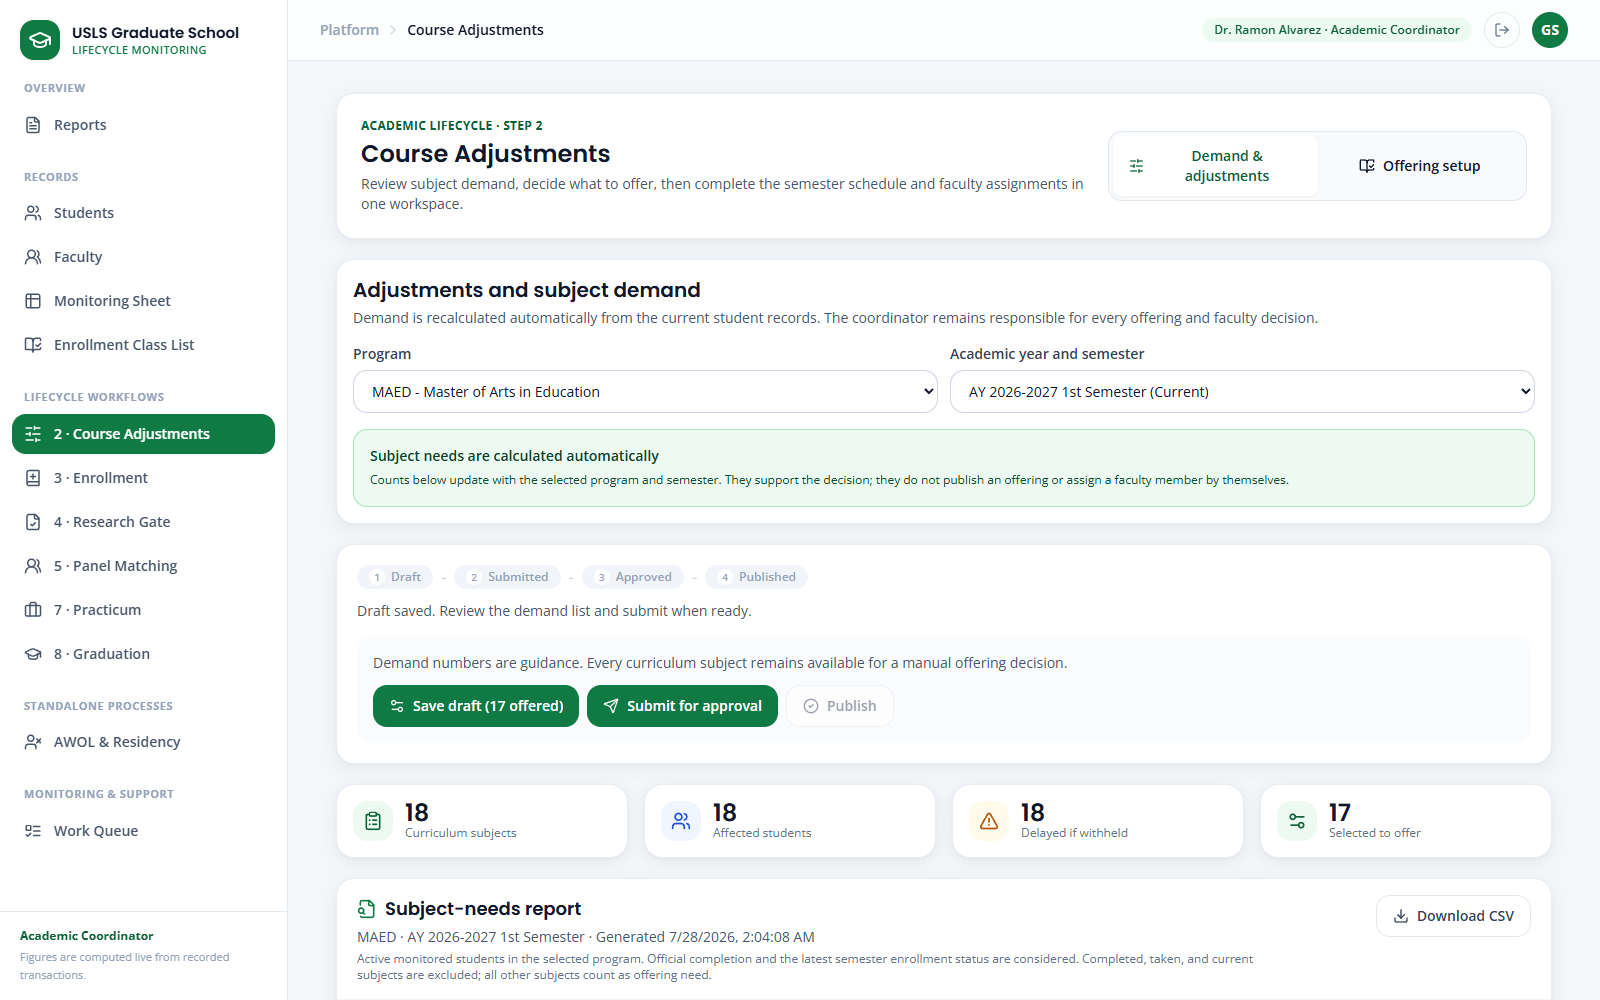 USLS Graduate School
LIFECYCLE MONITORING
OVERVIEW
Reports
RECORDS
Students
Faculty
Monitoring Sheet
Enrollment Class List
LIFECYCLE WORKFLOWS
2 · Course Adjustments
3 · Enrollment
4 · Research Gate
5 · Panel Matching
7 · Practicum
8 · Graduation
STANDALONE PROCESSES
AWOL & Residency
MONITORING & SUPPORT
Work Queue
Academic Coordinator
Figures are computed live from recorded
transactions.
Platform > Course Adjustments
Dr. Ramon Alvarez · Academic Coordinator
GS
ACADEMIC LIFECYCLE · STEP 2
Course Adjustments
Review subject demand, decide what to offer, then complete the semester schedule and faculty assignments in
one workspace.
Demand &
adjustments
Offering setup
Adjustments and subject demand
Demand is recalculated automatically from the current student records. The coordinator remains responsible for every offering and faculty decision.
Program
MAED - Master of Arts in Education
Academic year and semester
AY 2026-2027 1st Semester (Current)
Subject needs are calculated automatically
Counts below update with the selected program and semester. They support the decision; they do not publish an offering or assign a faculty member by themselves.
1 Draft - 2 Submitted - 3 Approved - 4 Published
Draft saved. Review the demand list and submit when ready.
Demand numbers are guidance. Every curriculum subject remains available for a manual offering decision.
Save draft (17 offered)
Submit for approval
Publish
18
Curriculum subjects
18
Affected students
18
Delayed if withheld
17
Selected to offer
Subject-needs report
Download CSV
MAED · AY 2026-2027 1st Semester · Generated 7/28/2026, 2:04:08 AM
Active monitored students in the selected program. Official completion and the latest semester enrollment status are considered. Completed, taken, and current
subjects are excluded; all other subjects count as offering need.